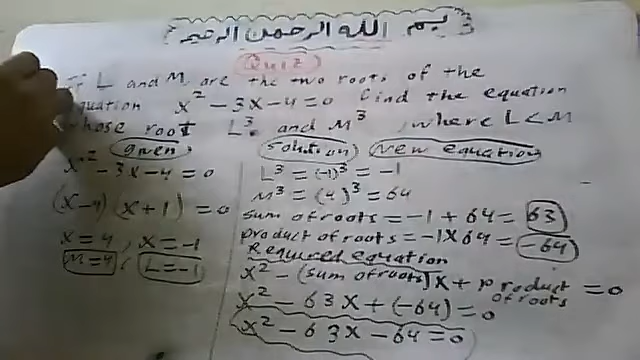 بسم الله الرحمن الرحيم
Quiz
If L and M are the two roots of the
equation x² - 3x - 4 = 0 find the equation
whose root L³ and M³, where L < M
given
x² - 3x - 4 = 0
(x-4) (x+1) = 0
x = 4, x = -1
M = 4, L = -1
Solution New equation
L³ = (-1)³ = -1
M³ = (4)³ = 64
sum of roots = -1 + 64 = 63
product of roots = -1 x 64 = -64
Required equation
x² - (sum of roots) x + product of roots = 0
x² - 63x + (-64) = 0
x² - 63x - 64 = 0